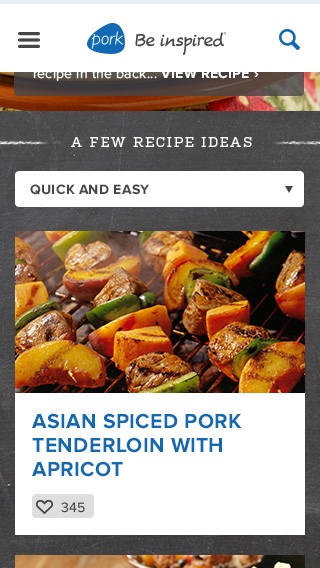 pork Be inspired®
recipe in the back... VIEW RECIPE ›
A FEW RECIPE IDEAS
QUICK AND EASY
ASIAN SPICED PORK
TENDERLOIN WITH
APRICOT
345